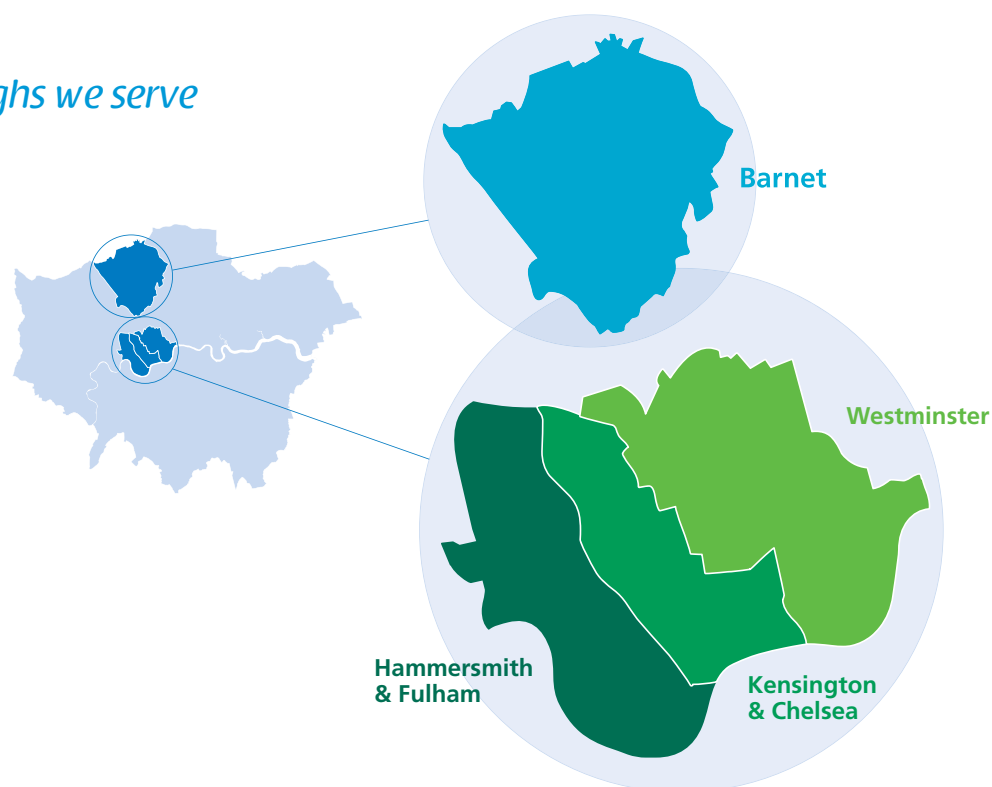 ghs we serve
Barnet
Westminster
Hammersmith
& Fulham
Kensington
& Chelsea